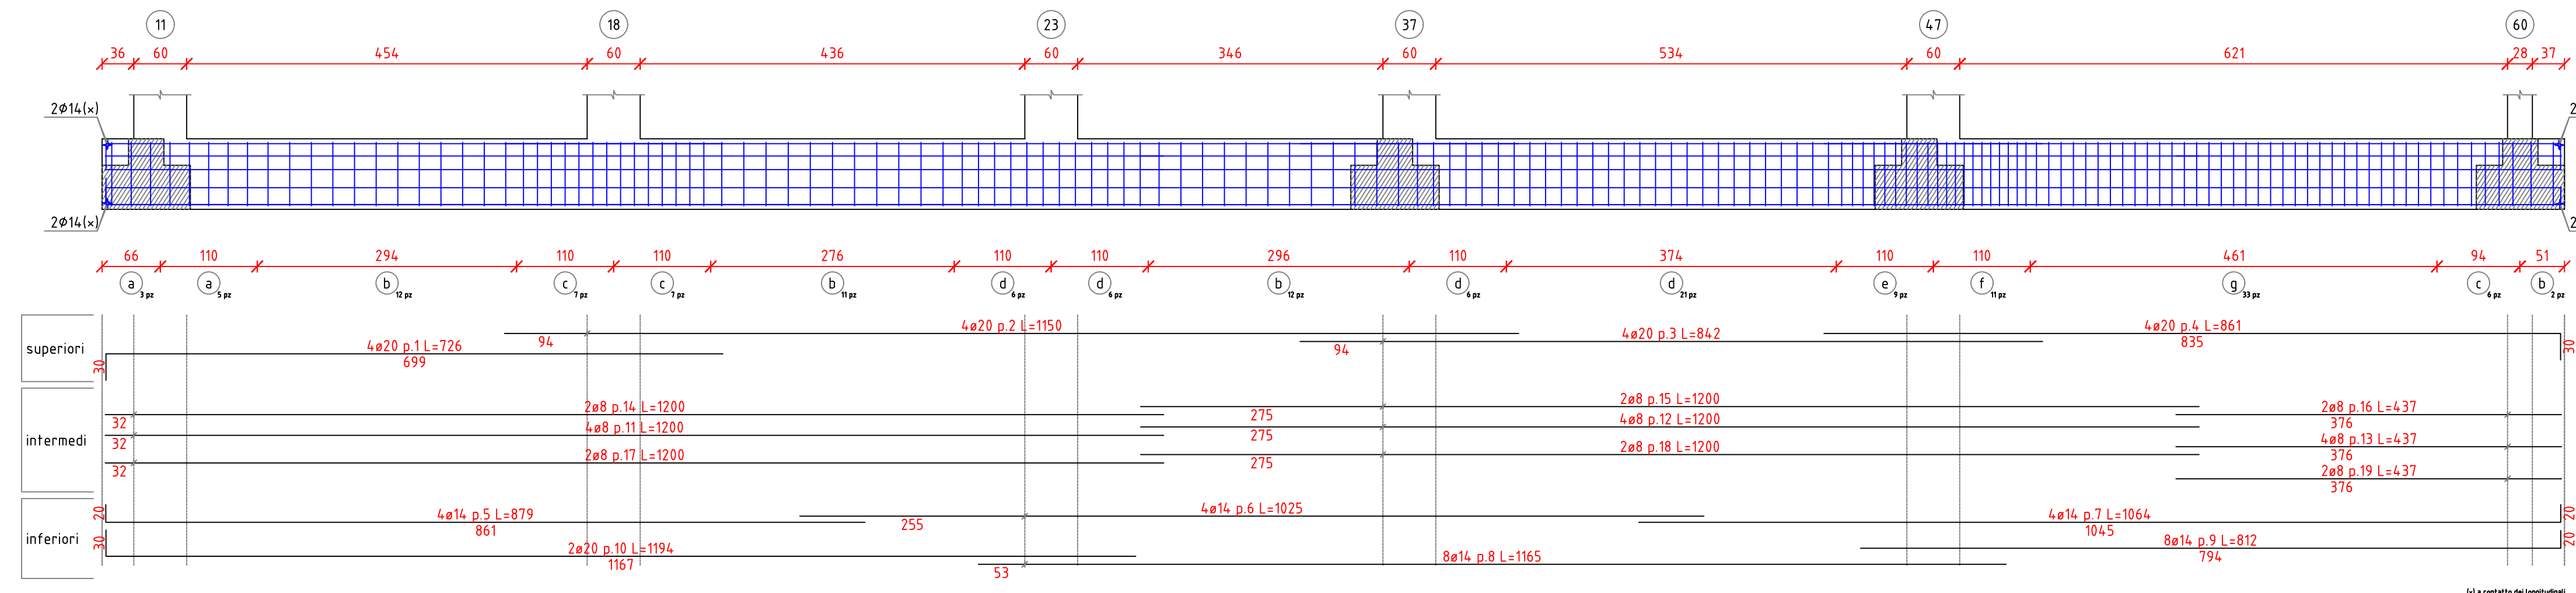 11 18 23 37 47 60
36 60 454 60 436 60 346 60 534 60 621 28 37
2Ø14(x)
2Ø14(x)
66 110 294 110 110 276 110 110 296 110 374 110 110 461 94 51
a 3 pz a 5 pz b 12 pz c 7 pz c 7 pz b 11 pz d 6 pz d 6 pz b 12 pz d 6 pz d 21 pz e 9 pz f 11 pz g 33 pz c 6 pz b 2 pz
superiori
4ø20 p.2 L=1150
94
4ø20 p.4 L=861
835
30
4ø20 p.3 L=842
94
4ø20 p.1 L=726
699
30
intermedi
2ø8 p.14 L=1200
32
2ø8 p.15 L=1200
275
2ø8 p.16 L=437
376
4ø8 p.11 L=1200
32
4ø8 p.12 L=1200
275
4ø8 p.13 L=437
376
2ø8 p.17 L=1200
32
2ø8 p.18 L=1200
275
2ø8 p.19 L=437
376
inferiori
20
4ø14 p.5 L=879
861
4ø14 p.6 L=1025
255
4ø14 p.7 L=1064
1045
20
30
2ø20 p.10 L=1194
1167
8ø14 p.8 L=1165
53
8ø14 p.9 L=812
794
20